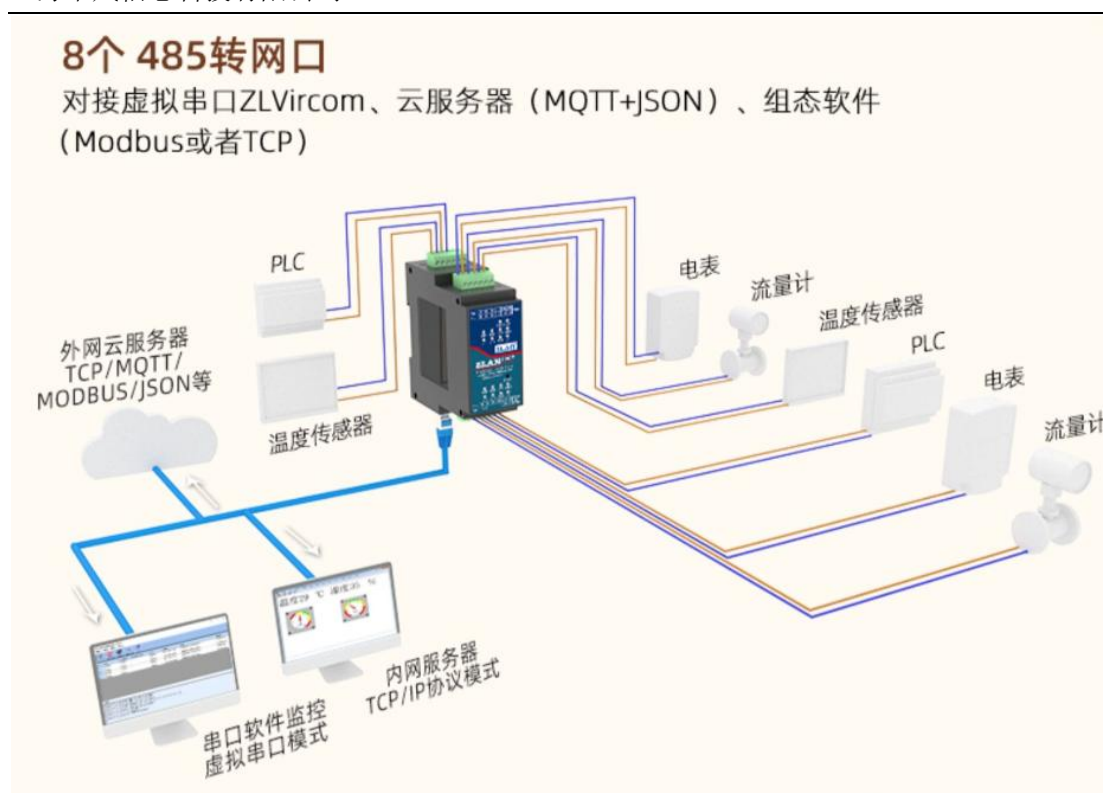 8个 485转网口
对接虚拟串口ZLVircom、云服务器（MQTT+JSON）、组态软件
（Modbus或者TCP）
PLC
电表
流量计
温度传感器
PLC
电表
流量计
外网云服务器
TCP/MQTT/
MODBUS/JSON等
温度传感器
内网服务器
TCP/IP协议模式
串口软件监控
虚拟串口模式